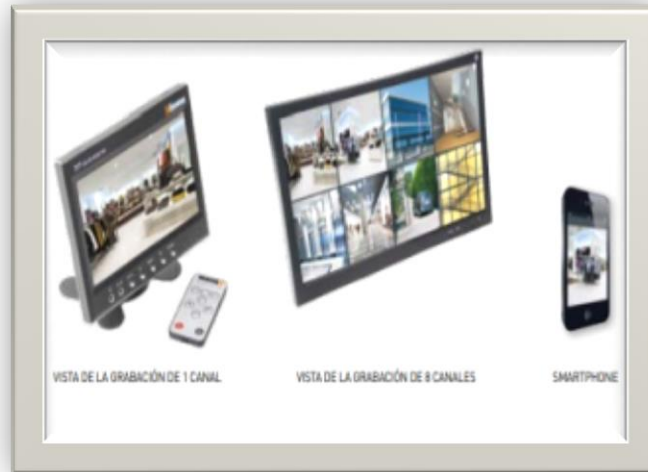 VISTA DE LA GRABACIÓN DE 1 CANAL
VISTA DE LA GRABACIÓN DE 8 CANALES
SMARTPHONE